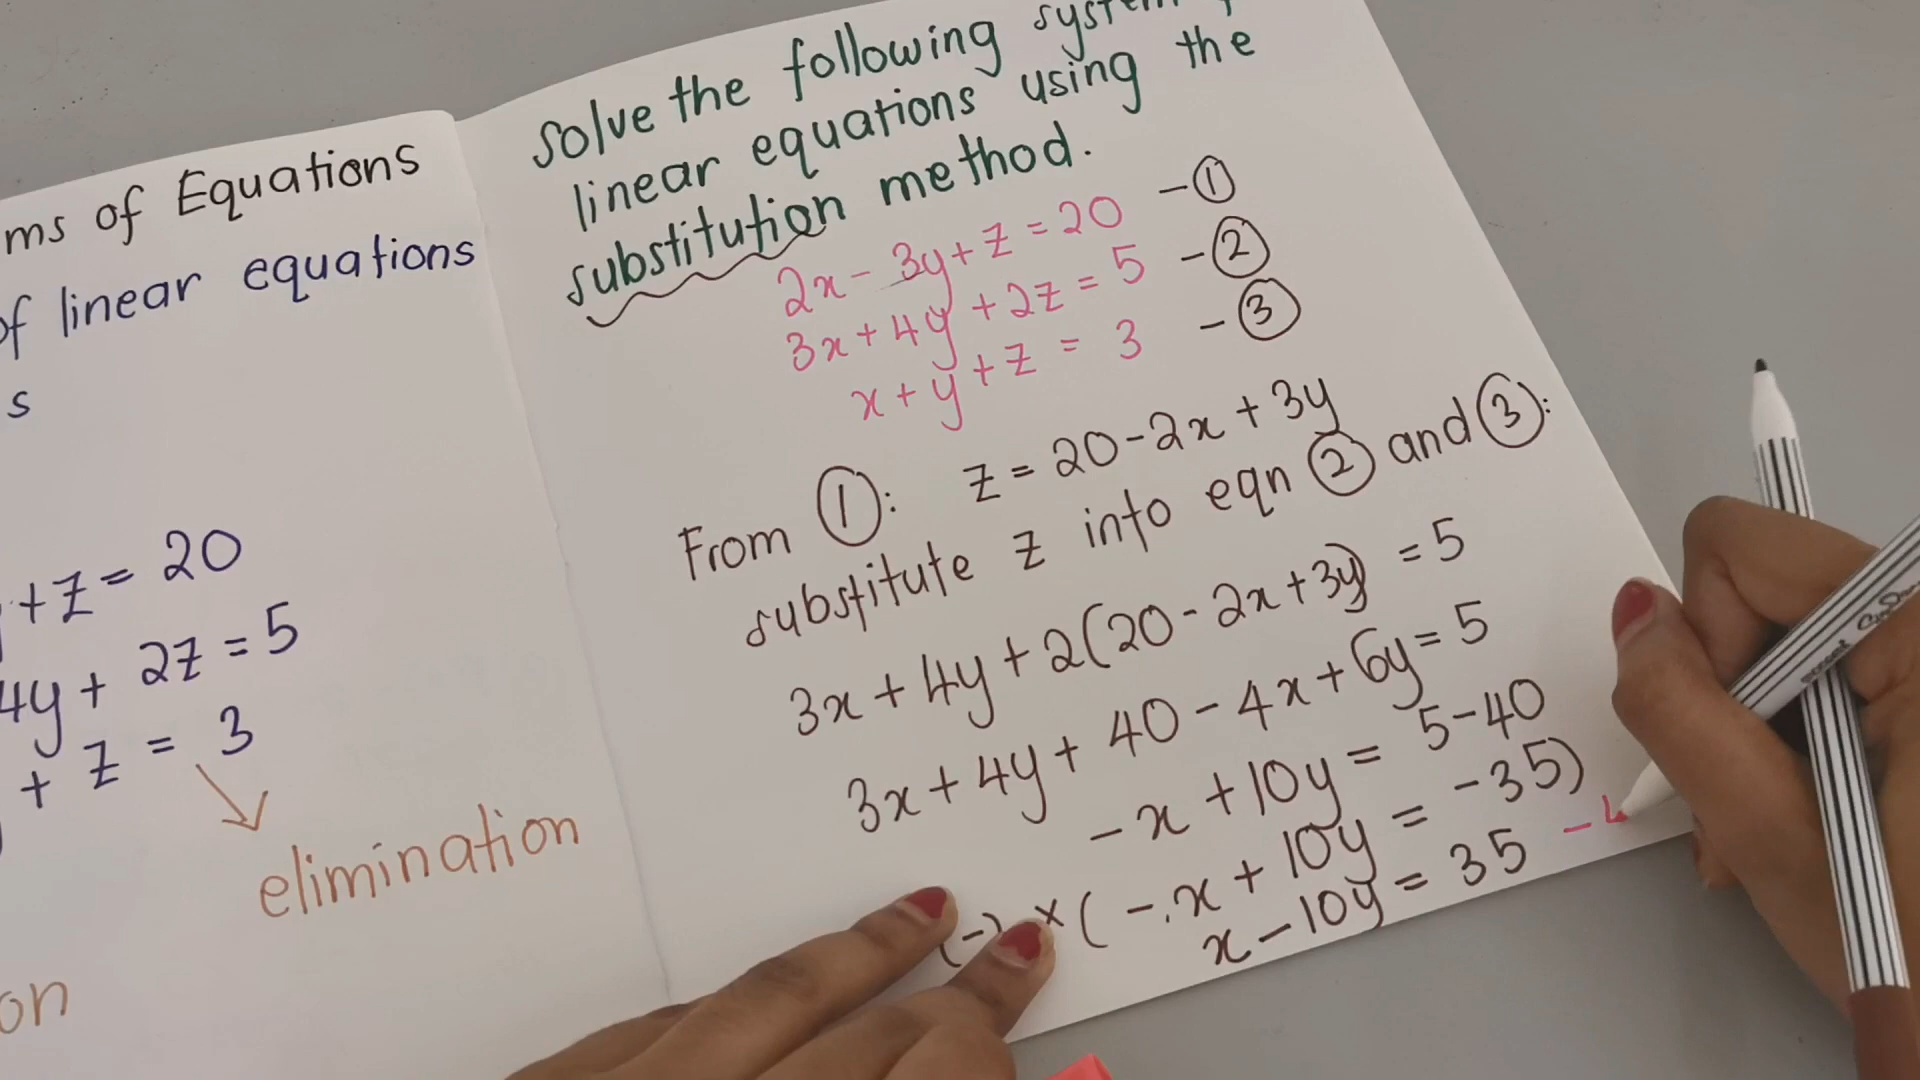 ms of Equations
of linear equations
s
+z = 20
4y + 2z = 5
+ z = 3
elimination
on
solve the following system
linear equations using the
substitution method.
2x - 3y + z = 20 - ①
3x + 4y + 2z = 5 - ②
x + y + z = 3 - ③
From ①: z = 20 - 2x + 3y
substitute z into eqn ② and ③:
3x + 4y + 2(20 - 2x + 3y) = 5
3x + 4y + 40 - 4x + 6y = 5
- x + 10y = 5 - 40
(-) × ( - x + 10y = - 35)
x - 10y = 35 - 4